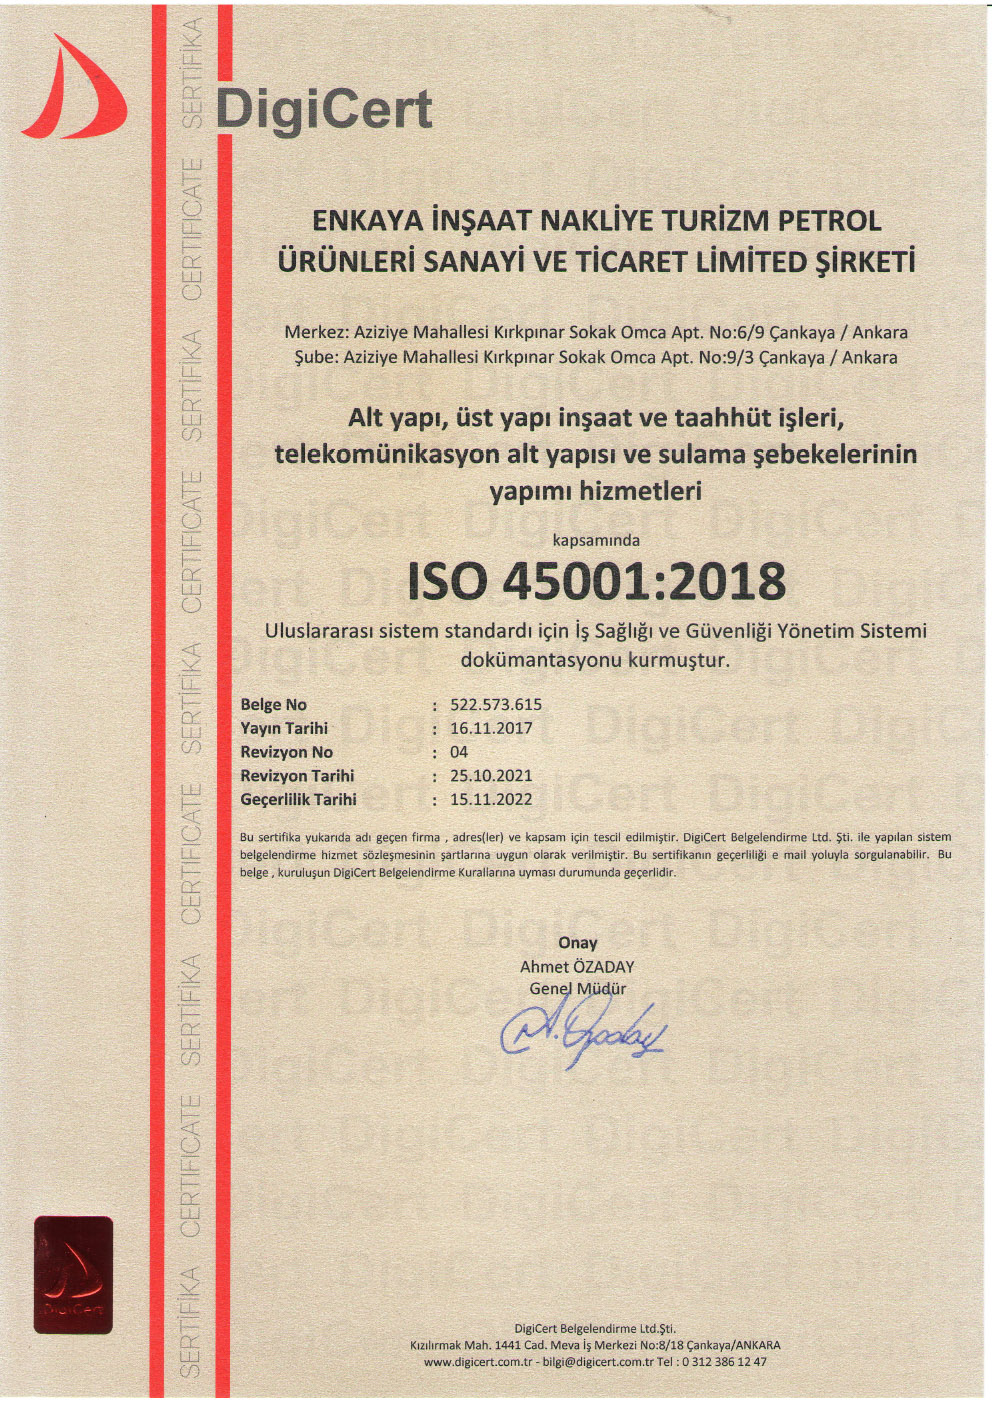 DigiCert
ENKAYA İNŞAAT NAKLİYE TURİZM PETROL
ÜRÜNLERİ SANAYİ VE TİCARET LİMİTED ŞİRKETİ
Merkez: Aziziye Mahallesi Kırkpınar Sokak Omca Apt. No:6/9 Çankaya / Ankara
Şube: Aziziye Mahallesi Kırkpınar Sokak Omca Apt. No:9/3 Çankaya / Ankara
Alt yapı, üst yapı inşaat ve taahhüt işleri,
telekomünikasyon alt yapısı ve sulama şebekelerinin
yapımı hizmetleri
kapsamında
ISO 45001:2018
Uluslararası sistem standardı için İş Sağlığı ve Güvenliği Yönetim Sistemi
dokümantasyonu kurmuştur.
Belge No : 522.573.615
Yayın Tarihi : 16.11.2017
Revizyon No : 04
Revizyon Tarihi : 25.10.2021
Geçerlilik Tarihi : 15.11.2022
Bu sertifika yukarıda adı geçen firma , adres(ler) ve kapsam için tescil edilmiştir. DigiCert Belgelendirme Ltd. Şti. ile yapılan sistem
belgelendirme hizmet sözleşmesinin şartlarına uygun olarak verilmiştir. Bu sertifikanın geçerliliği e mail yoluyla sorgulanabilir. Bu
belge , kuruluşun DigiCert Belgelendirme Kurallarına uyması durumunda geçerlidir.
Onay
Ahmet ÖZADAY
Genel Müdür
A. Özaday
DigiCert Belgelendirme Ltd.Şti.
Kızılırmak Mah. 1441 Cad. Meva İş Merkezi No:8/18 Çankaya/ANKARA
www.digicert.com.tr - bilgi@digicert.com.tr Tel : 0 312 386 12 47
SERTİFİKA CERTIFICATE SERTİFİKA CERTIFICATE SERTİFİKA CERTIFICATE SERTİFİKA CERTIFICATE SERTİFİKA
DigiCert